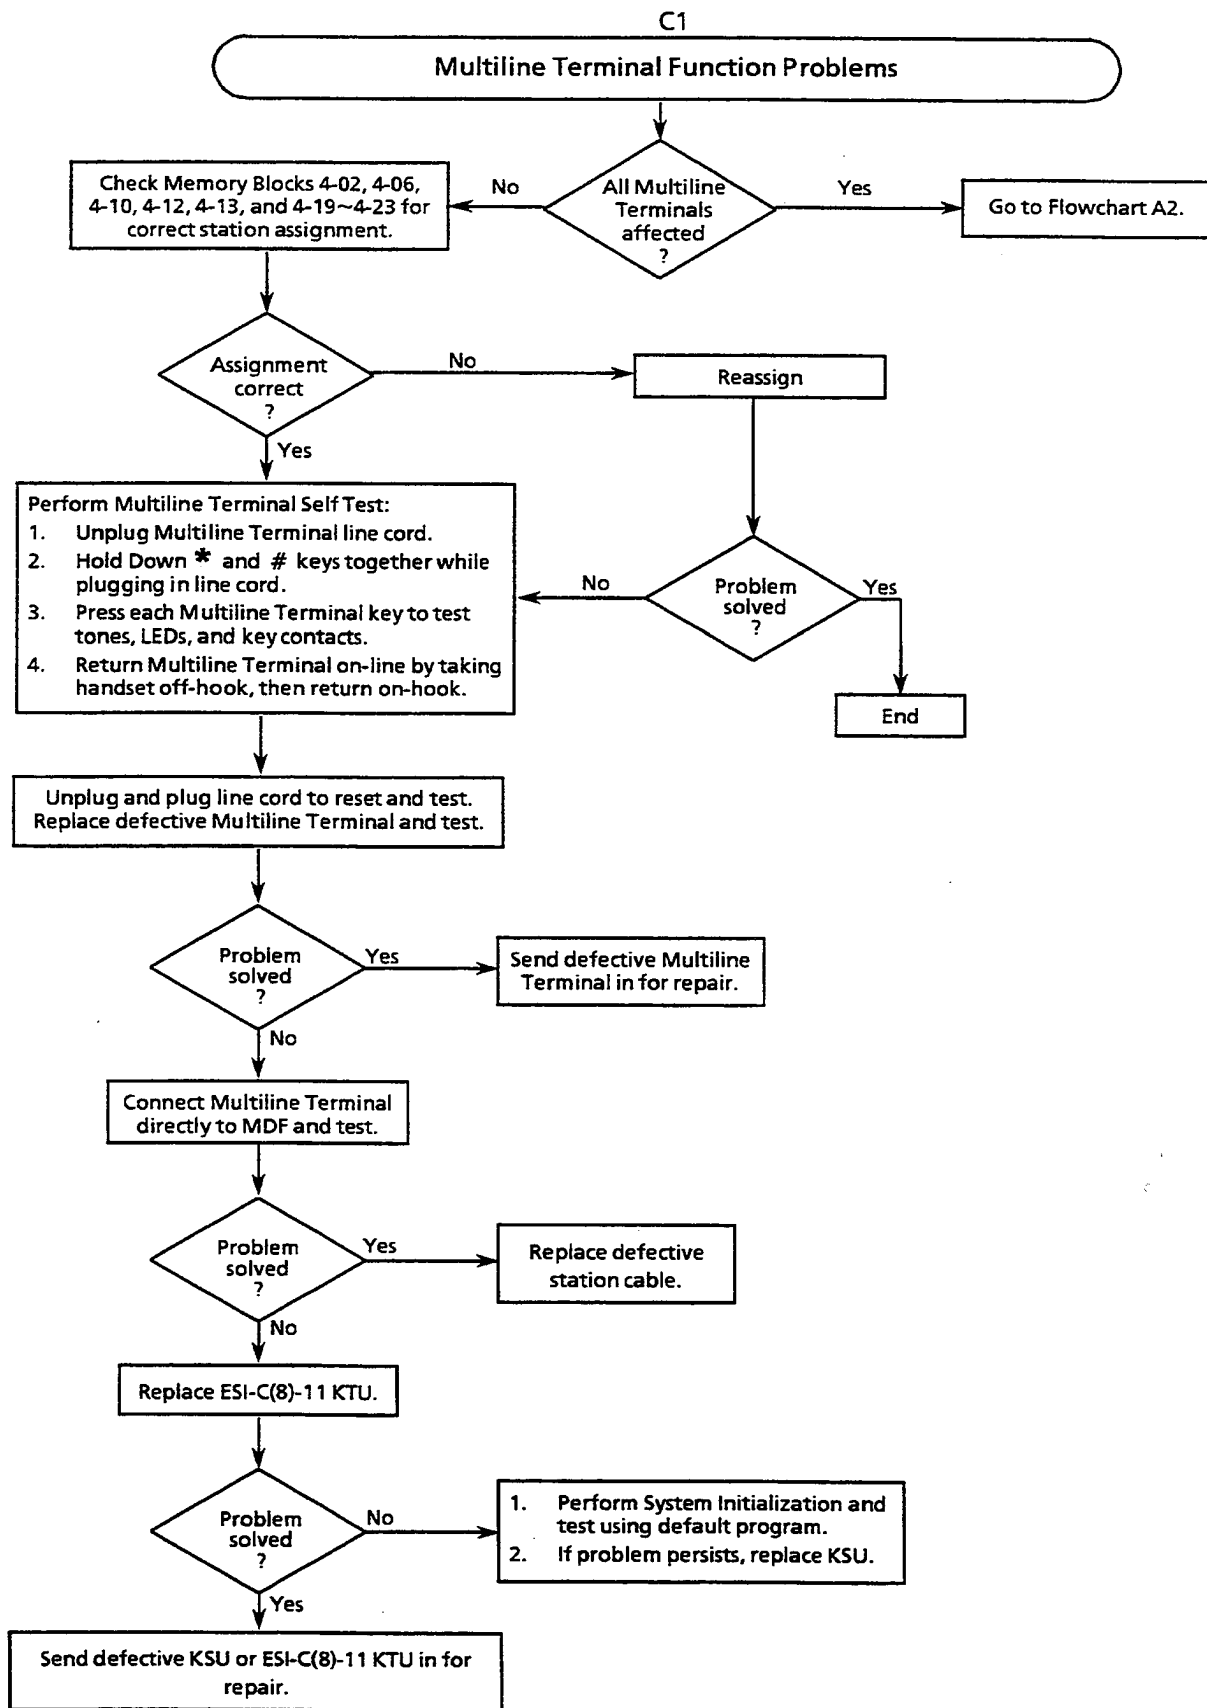 C1
Multiline Terminal Function Problems
All Multiline
Terminals
affected
?
No
Yes
Check Memory Blocks 4-02, 4-06,
4-10, 4-12, 4-13, and 4-19~4-23 for
correct station assignment.
Go to Flowchart A2.
Assignment
correct
?
No
Reassign
Yes
Perform Multiline Terminal Self Test:
1. Unplug Multiline Terminal line cord.
2. Hold Down * and # keys together while
plugging in line cord.
3. Press each Multiline Terminal key to test
tones, LEDs, and key contacts.
4. Return Multiline Terminal on-line by taking
handset off-hook, then return on-hook.
No
Problem
solved
?
Yes
End
Unplug and plug line cord to reset and test.
Replace defective Multiline Terminal and test.
Problem
solved
?
Yes
Send defective Multiline
Terminal in for repair.
No
Connect Multiline Terminal
directly to MDF and test.
Problem
solved
?
Yes
Replace defective
station cable.
No
Replace ESI-C(8)-11 KTU.
Problem
solved
?
No
1. Perform System Initialization and
test using default program.
2. If problem persists, replace KSU.
Yes
Send defective KSU or ESI-C(8)-11 KTU in for
repair.